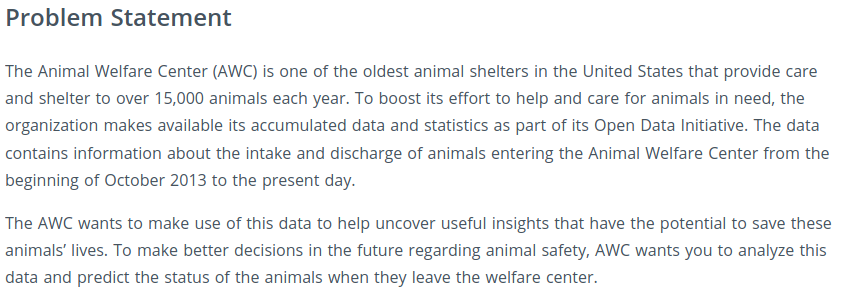 Problem Statement
The Animal Welfare Center (AWC) is one of the oldest animal shelters in the United States that provide care
and shelter to over 15,000 animals each year. To boost its effort to help and care for animals in need, the
organization makes available its accumulated data and statistics as part of its Open Data Initiative. The data
contains information about the intake and discharge of animals entering the Animal Welfare Center from the
beginning of October 2013 to the present day.
The AWC wants to make use of this data to help uncover useful insights that have the potential to save these
animals’ lives. To make better decisions in the future regarding animal safety, AWC wants you to analyze this
data and predict the status of the animals when they leave the welfare center.